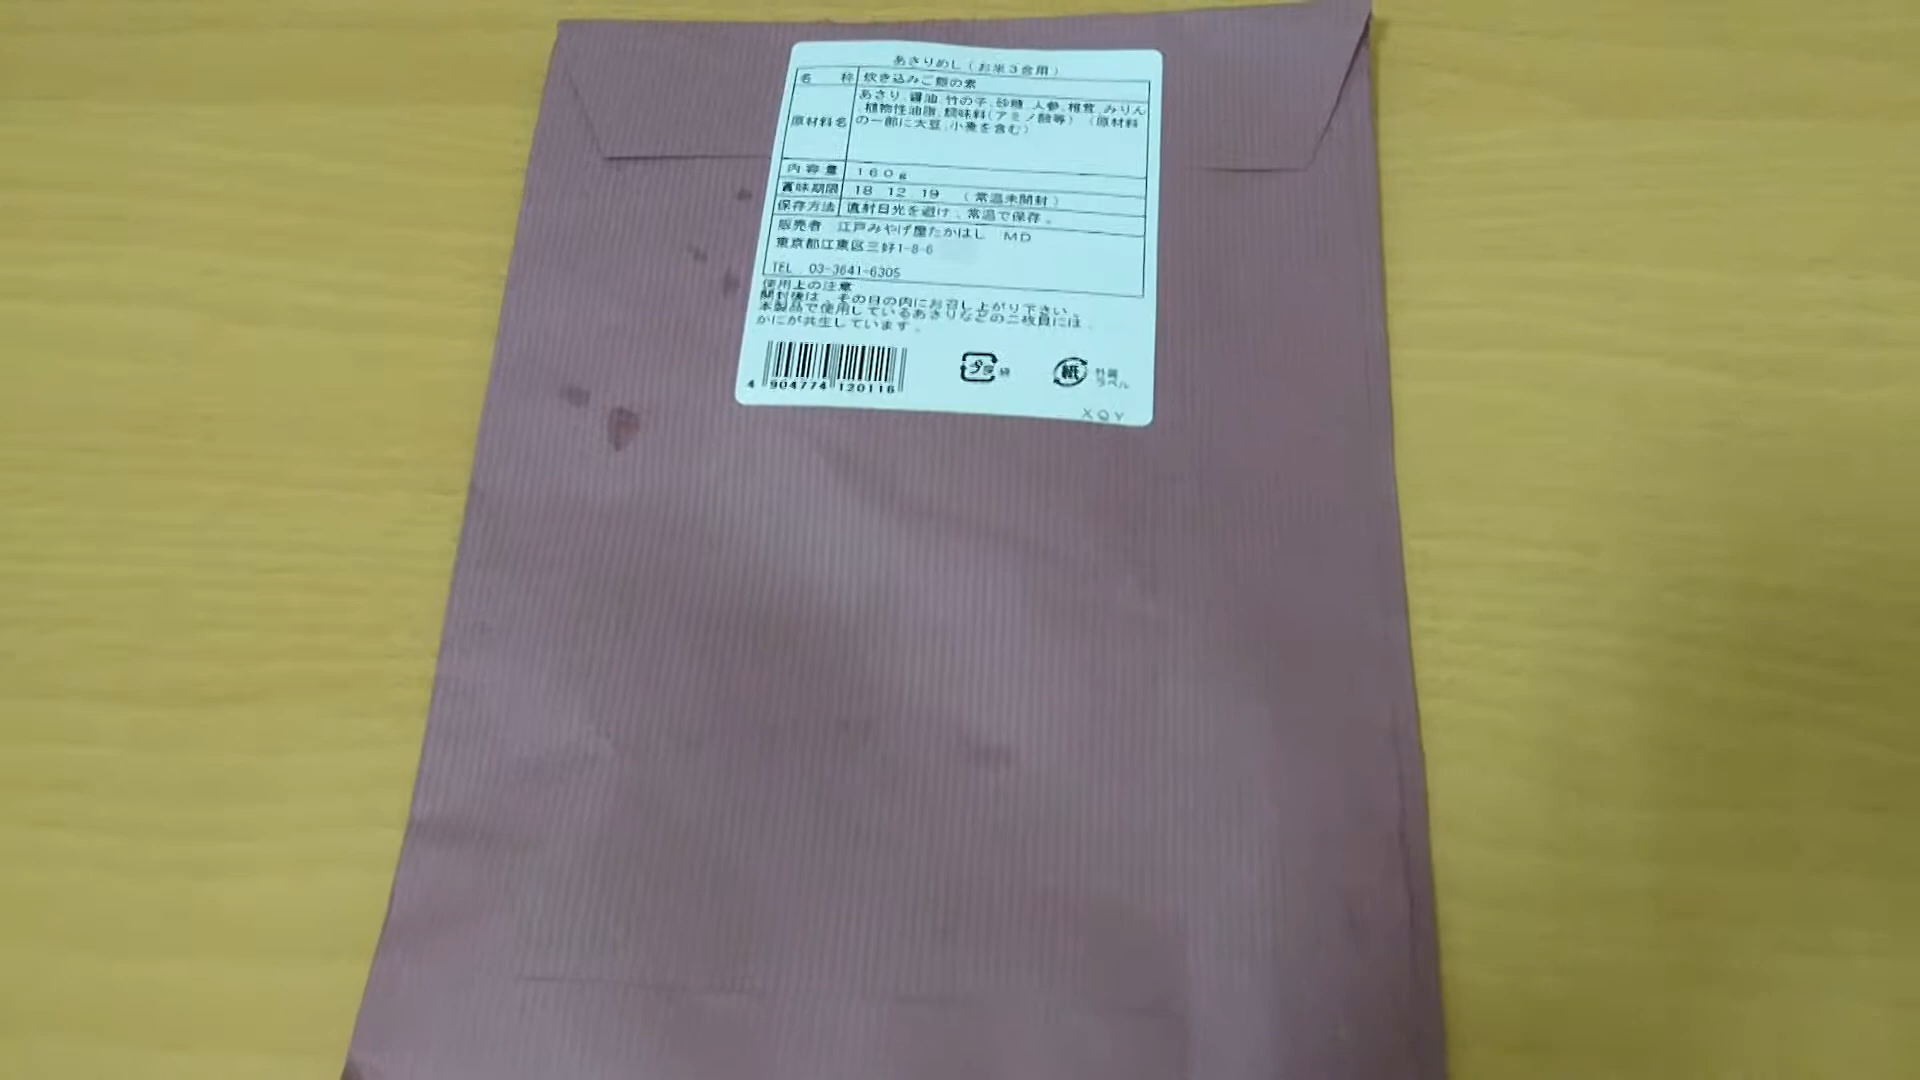 あさりめし(お米3合用)
名　称 炊き込みご飯の素
原材料名 あさり、醤油、竹の子、砂糖、人参、椎茸、みりん
、植物性油脂、調味料(アミノ酸等)　(原材料
の一部に大豆、小麦を含む)
内容量 160g
賞味期限 18 12 19　(常温未開封)
保存方法 直射日光を避け、常温で保存。
販売者　江戸みやげ屋たかはし　MD
東京都江東区三好1-8-6
TEL 03-3641-6305
使用上の注意
開封後は、その日の内にお召し上がり下さい。
本製品で使用しているあさりなどの二枚貝には、
かにが共生しています。
4 904774 120116
プラ 袋
紙 外装
ラベル
XQY